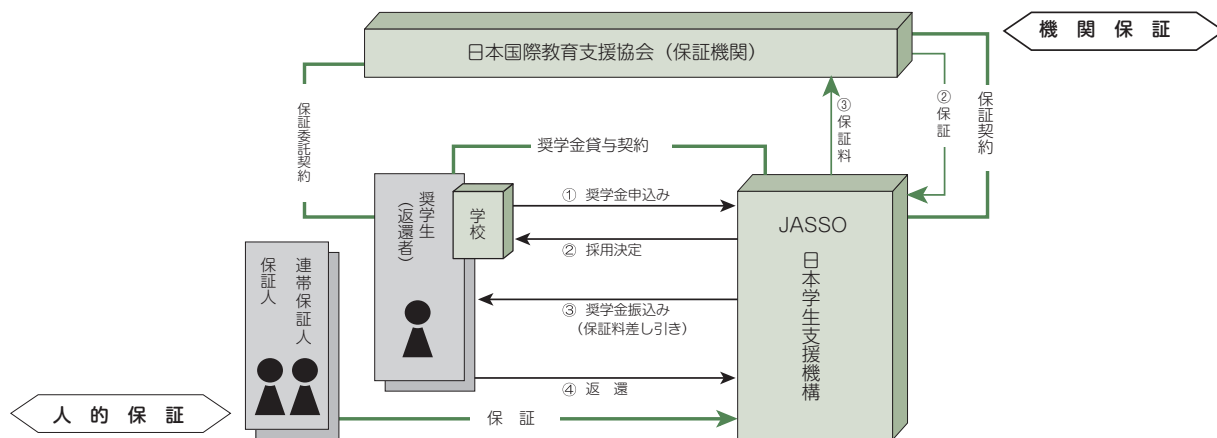 機 関 保 証
日本国際教育支援協会（保証機関）
保証委託契約
③保証料
②保証
保証契約
奨学金貸与契約
奨学生
（返還者）
学校
① 奨学金申込み
② 採用決定
③ 奨学金振込み
（保証料差し引き）
④ 返 還
JASSO
日本学生支援機構
連帯保証人
保証人
人 的 保 証
保 証